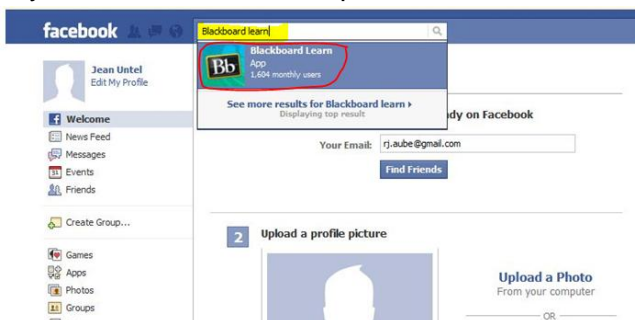 facebook
Blackboard learn
Blackboard Learn
App
1,604 monthly users
See more results for Blackboard learn
Displaying top result
Jean Untel
Edit My Profile
Welcome
News Feed
Messages
31 Events
Friends
Create Group...
Games
Apps
Photos
Groups
dy on Facebook
Your Email: rj.aube@gmail.com
Find Friends
2 Upload a profile picture
Upload a Photo
From your computer
OR